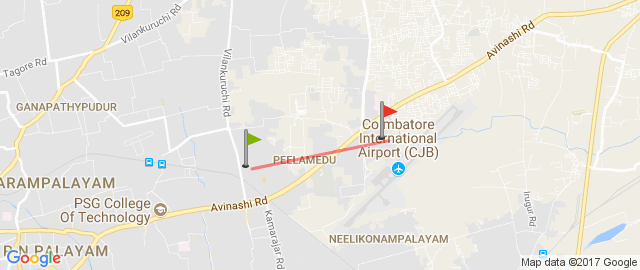 209
Vilankuruchi Rd
Tagore Rd
Vilankuruchi Rd
Avinashi Rd
GANAPATHYPUDUR
Coimbatore
International
Airport (CJB)
PEELAMEDU
ARAMPALAYAM
PSG College
Of Technology
Avinashi Rd
Kamarajar Rd
Irugur Rd
NEELIKONAMPALAYAM
P N PALAYAM
Google
Map data ©2017 Google